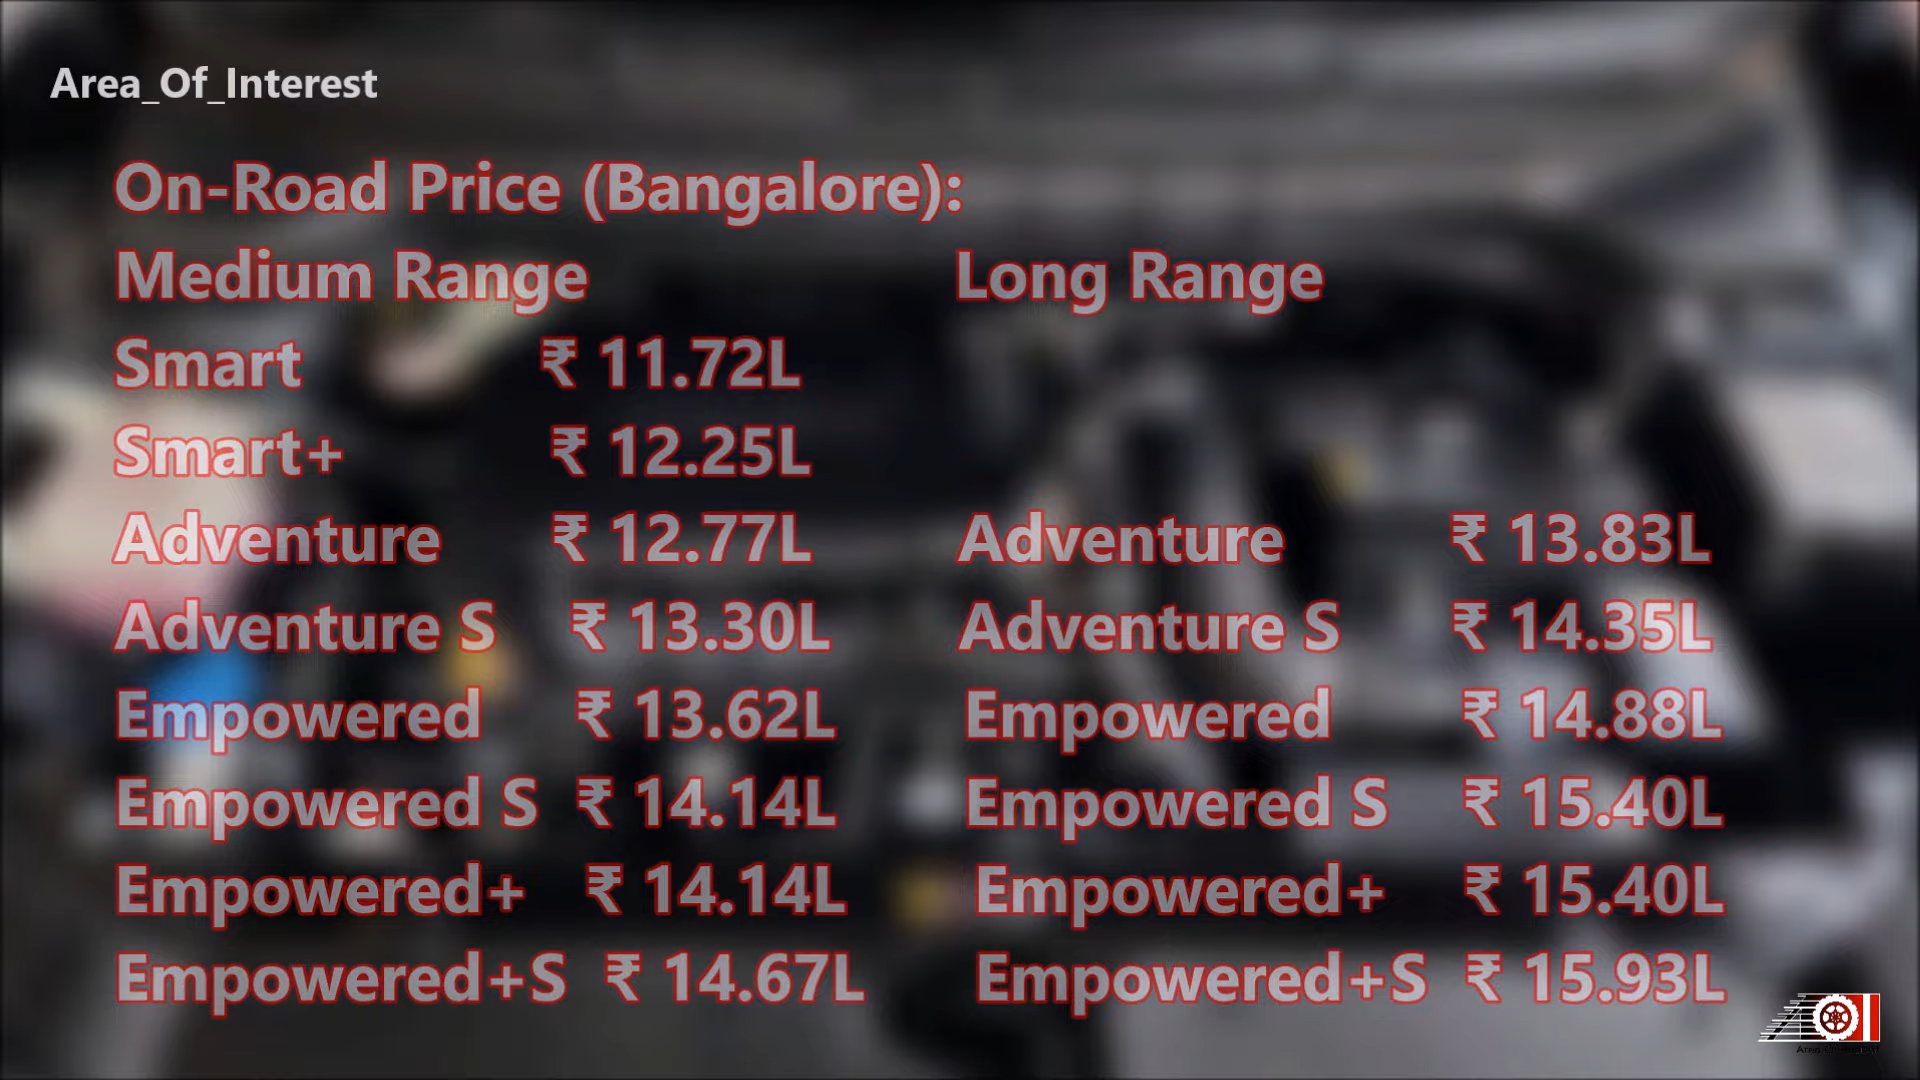 Area_Of_Interest
On-Road Price (Bangalore):
Medium Range Long Range
Smart ₹ 11.72L
Smart+ ₹ 12.25L
Adventure ₹ 12.77L Adventure ₹ 13.83L
Adventure S ₹ 13.30L Adventure S ₹ 14.35L
Empowered ₹ 13.62L Empowered ₹ 14.88L
Empowered S ₹ 14.14L Empowered S ₹ 15.40L
Empowered+ ₹ 14.14L Empowered+ ₹ 15.40L
Empowered+S ₹ 14.67L Empowered+S ₹ 15.93L